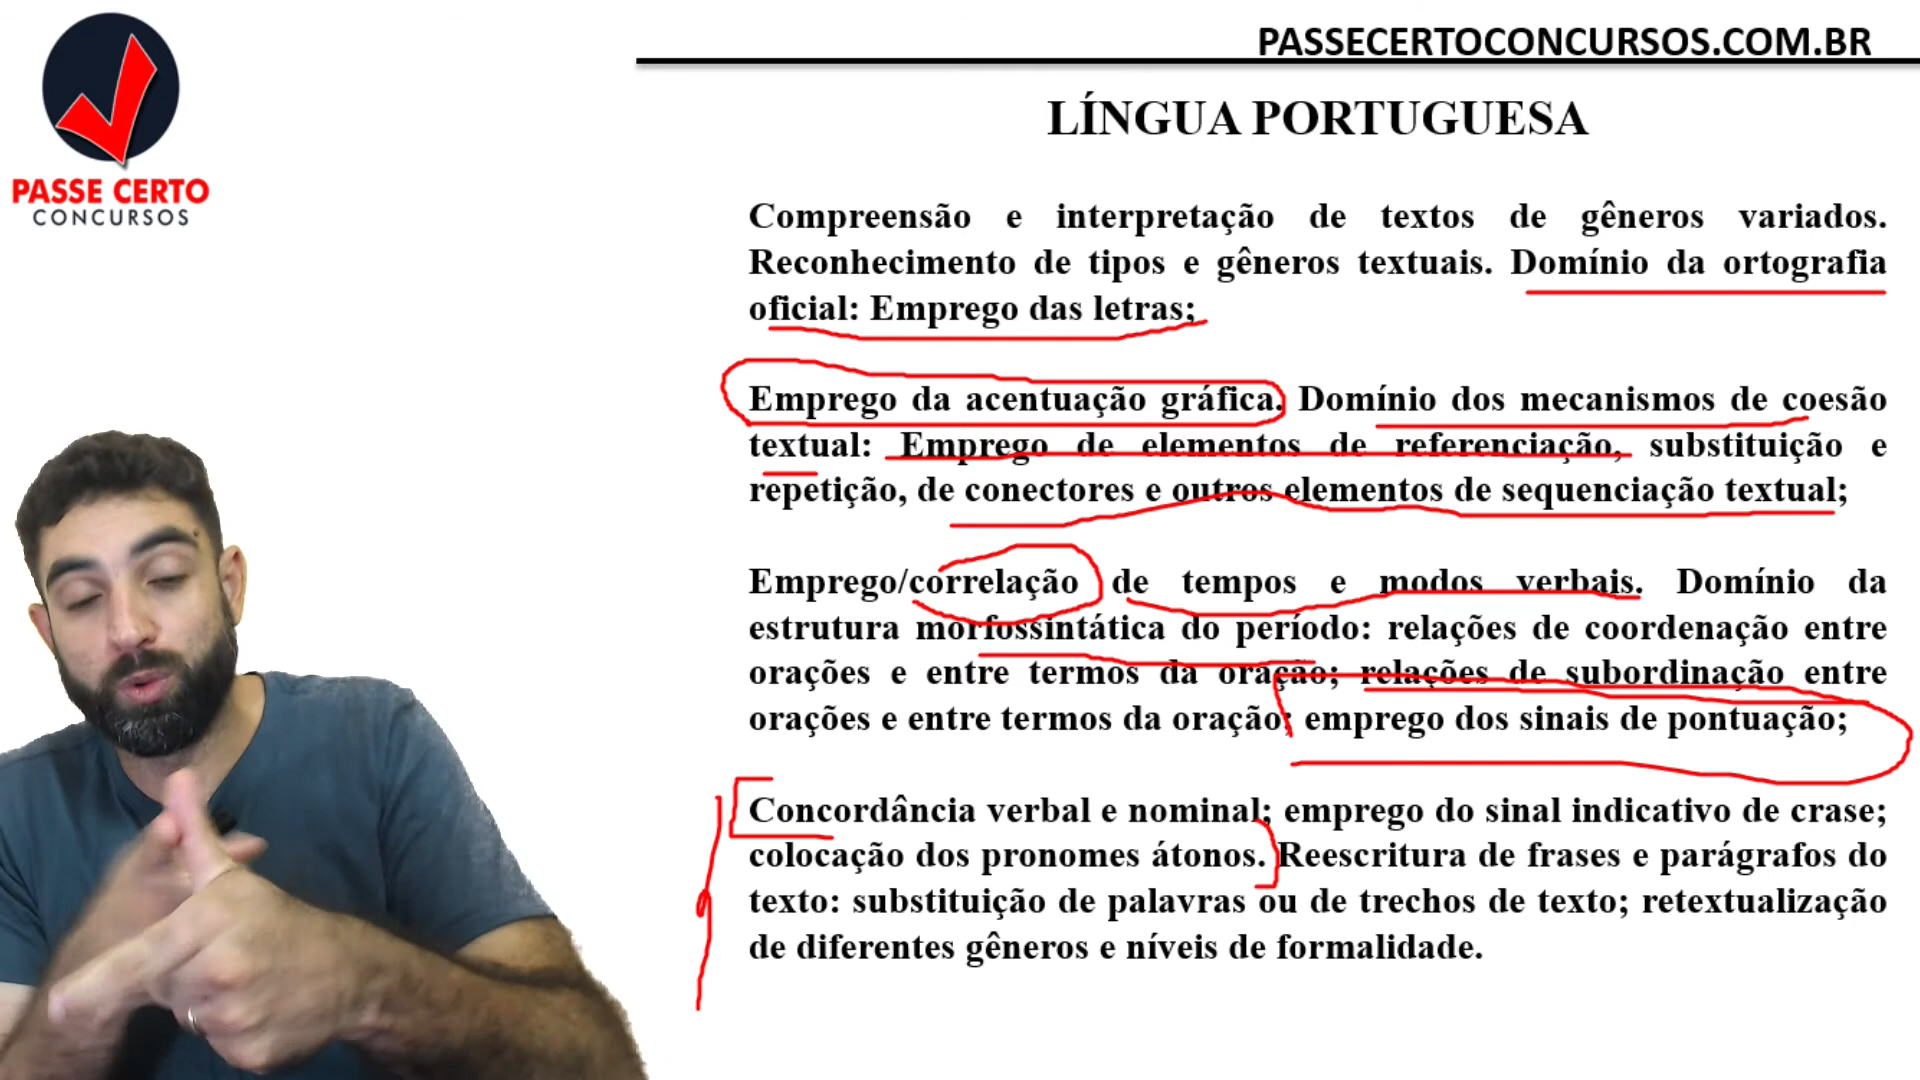 PASSE CERTO
CONCURSOS
PASSECERTOCONCURSOS.COM.BR
LÍNGUA PORTUGUESA
Compreensão e interpretação de textos de gêneros variados.
Reconhecimento de tipos e gêneros textuais. Domínio da ortografia
oficial: Emprego das letras;
Emprego da acentuação gráfica. Domínio dos mecanismos de coesão
textual: Emprego de elementos de referenciação, substituição e
repetição, de conectores e outros elementos de sequenciação textual;
Emprego/correlação de tempos e modos verbais. Domínio da
estrutura morfossintática do período: relações de coordenação entre
orações e entre termos da oração; relações de subordinação entre
orações e entre termos da oração; emprego dos sinais de pontuação;
Concordância verbal e nominal; emprego do sinal indicativo de crase;
colocação dos pronomes átonos. Reescritura de frases e parágrafos do
texto: substituição de palavras ou de trechos de texto; retextualização
de diferentes gêneros e níveis de formalidade.